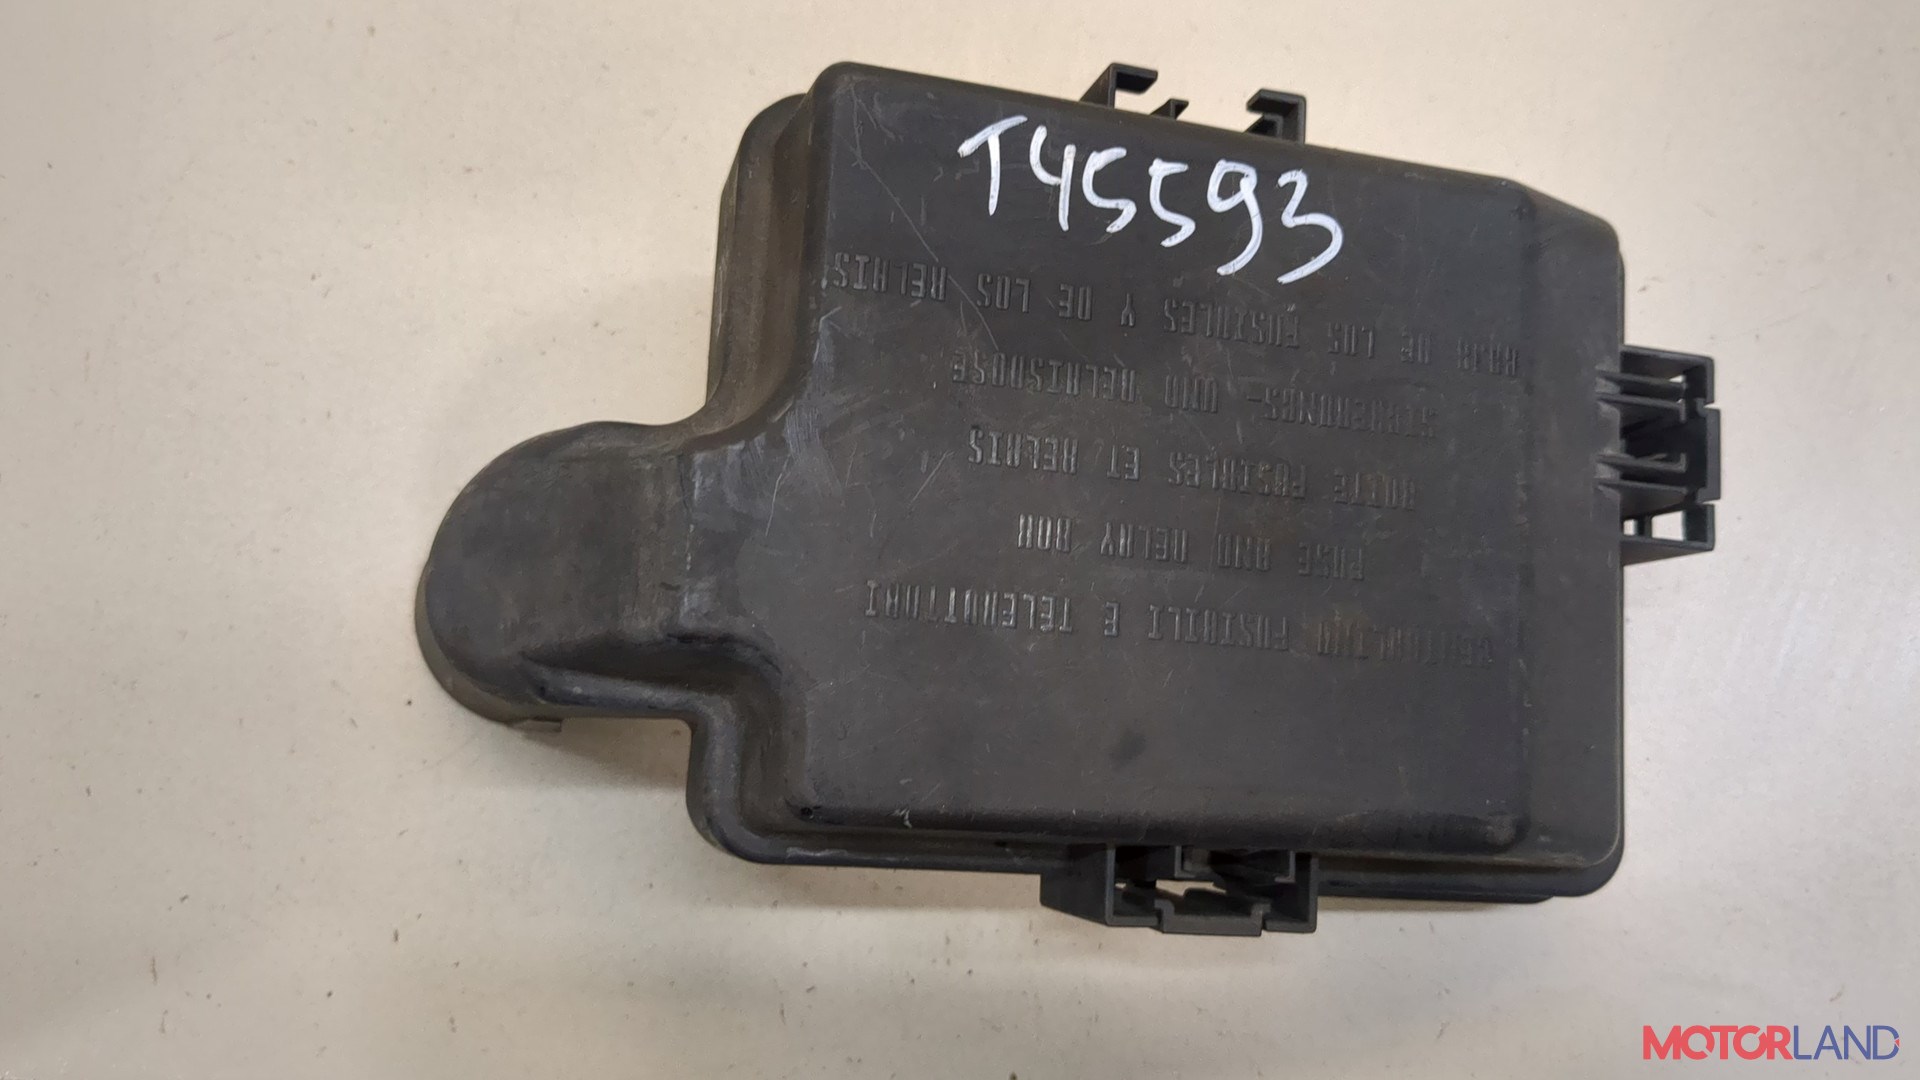 T45593
CENTRALINA FUSIBILI E TELERUTTORI
FUSE AND RELAY BOX
BOITE FUSIBLES ET RELAIS
SICHERUNGS- UND RELAISDOSE
CAJA DE LOS FUSIBLES Y DE LOS RELAIS
MOTORLAND